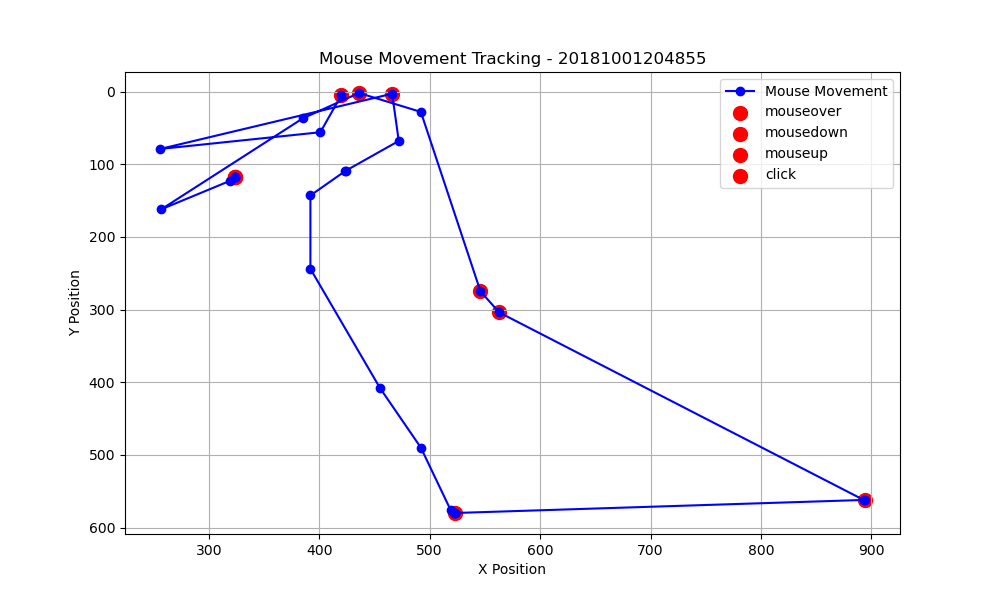 Mouse Movement Tracking - 20181001204855
Mouse Movement
mouseover
mousedown
mouseup
click
0
100
200
300
400
500
600
Y Position
300
400
500
600
700
800
900
X Position